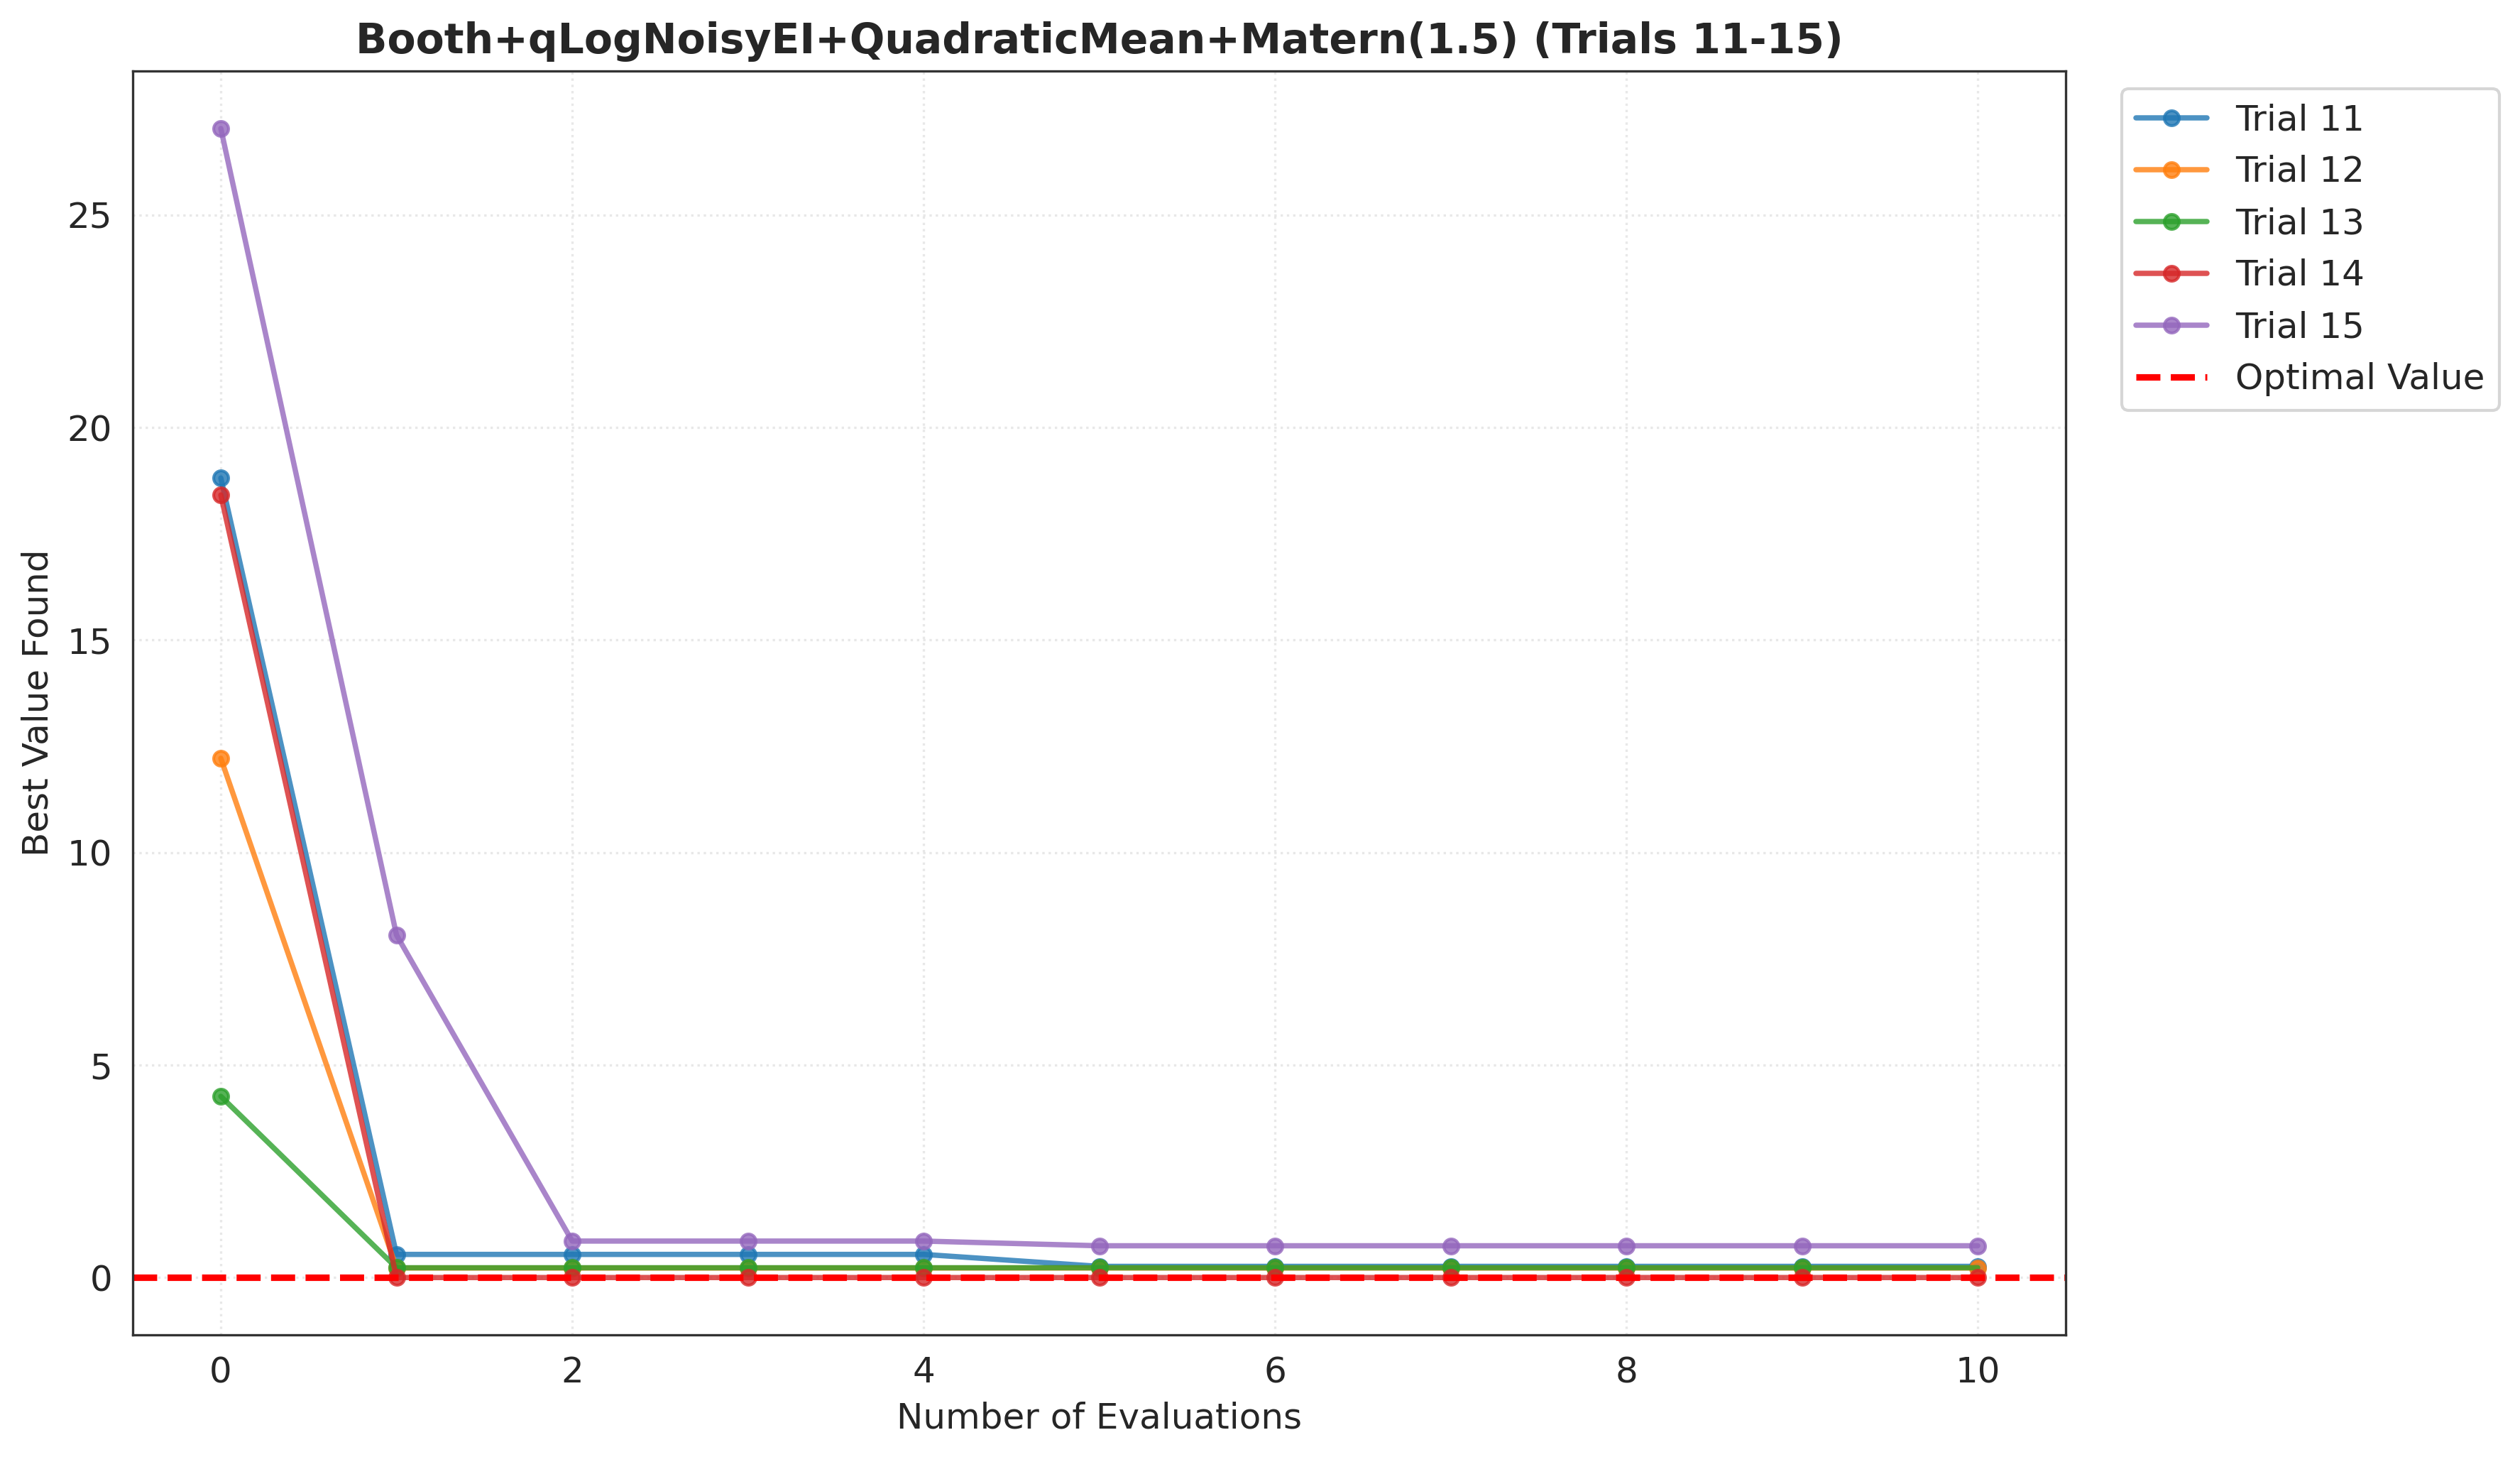 Booth+qLogNoisyEI+QuadraticMean+Matern(1.5) (Trials 11-15)
Trial 11
Trial 12
Trial 13
Trial 14
Trial 15
Optimal Value
Best Value Found
25
20
15
10
5
0
0 2 4 6 8 10
Number of Evaluations